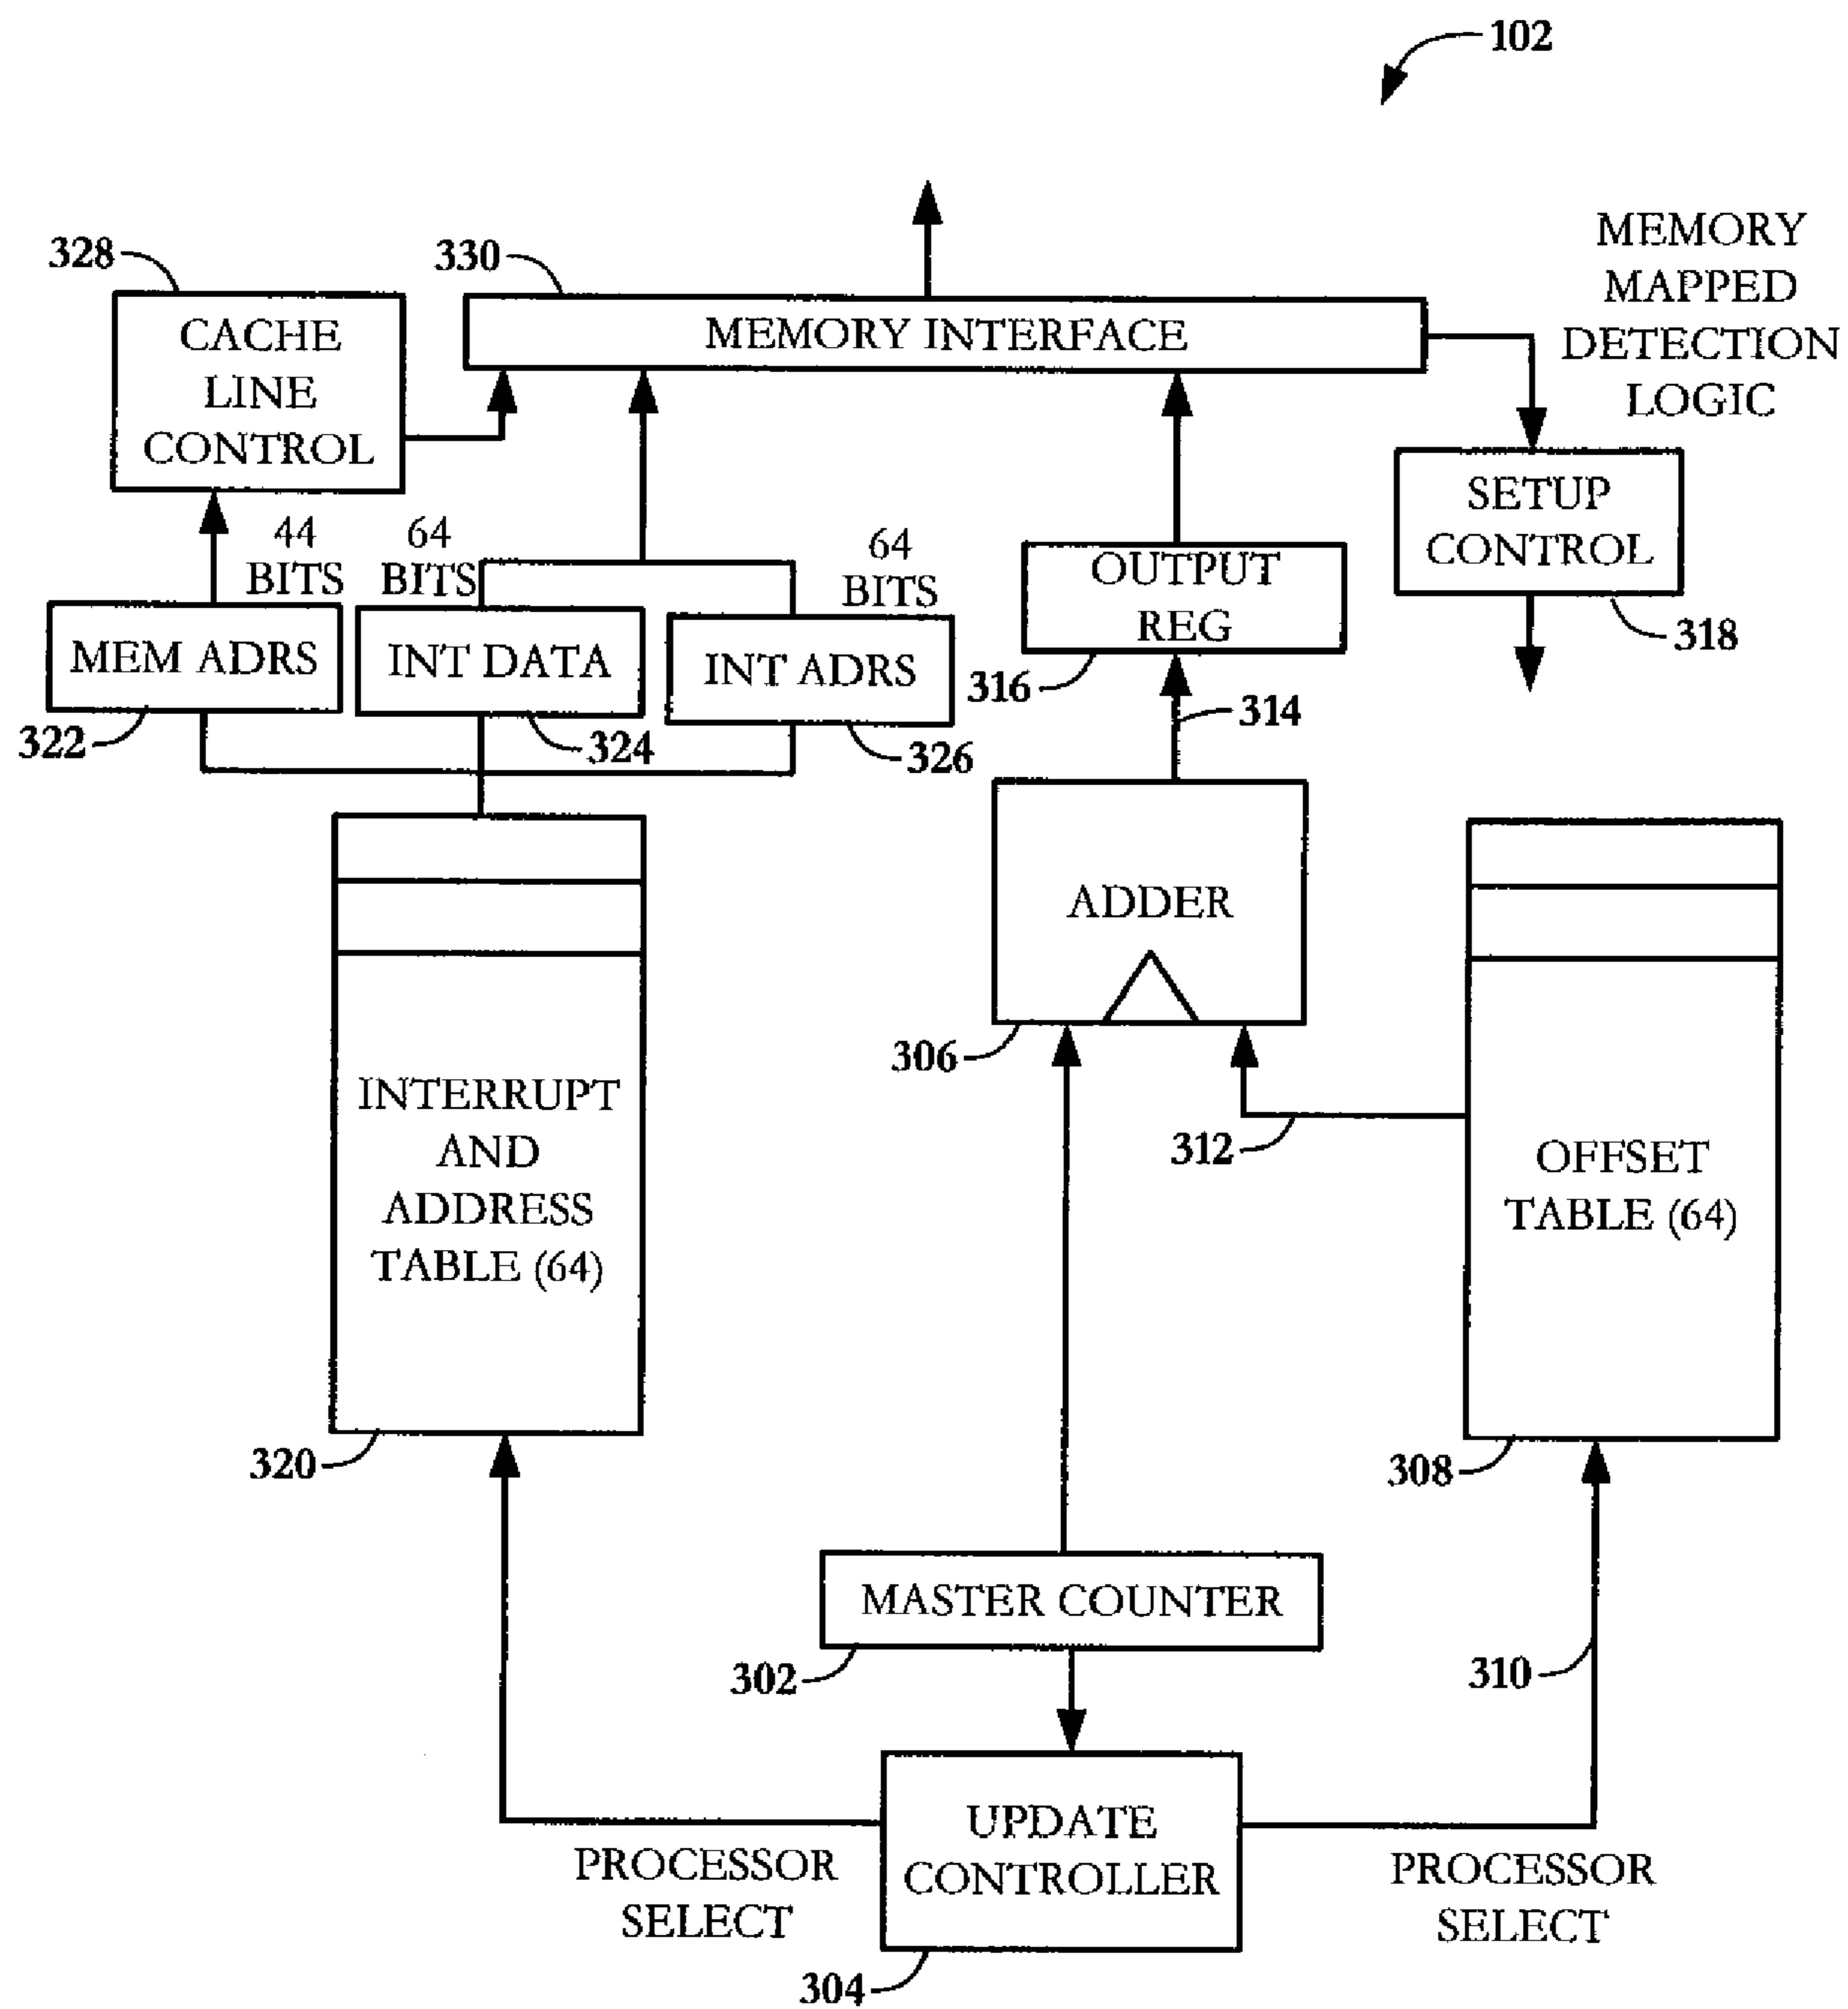 102
MEMORY
MAPPED
DETECTION
LOGIC
328
330
CACHE
LINE
CONTROL
MEMORY INTERFACE
SETUP
CONTROL
318
44
BITS
64
BITS
64
BITS
OUTPUT
REG
316
MEM ADRS
INT DATA
INT ADRS
322
324
326
314
ADDER
306
312
INTERRUPT
AND
ADDRESS
TABLE (64)
320
OFFSET
TABLE (64)
308
MASTER COUNTER
302
310
UPDATE
CONTROLLER
304
PROCESSOR
SELECT
PROCESSOR
SELECT